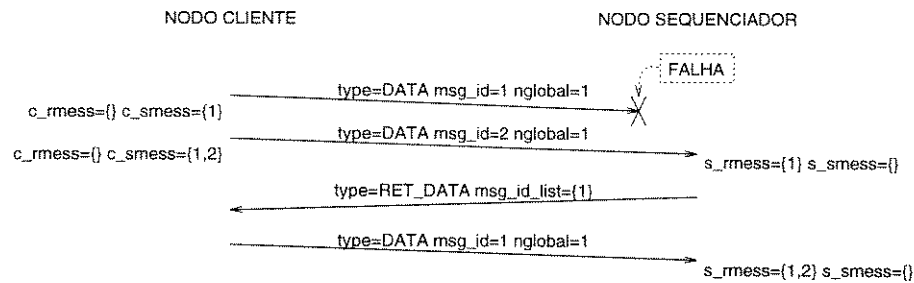 NODO CLIENTE NODO SEQUENCIADOR
FALHA
type=DATA msg_id=1 nglobal=1
c_rmess={} c_smess={1}
type=DATA msg_id=2 nglobal=1
c_rmess={} c_smess={1,2}
s_rmess={1} s_smess={}
type=RET_DATA msg_id_list={1}
type=DATA msg_id=1 nglobal=1
s_rmess={1,2} s_smess={}